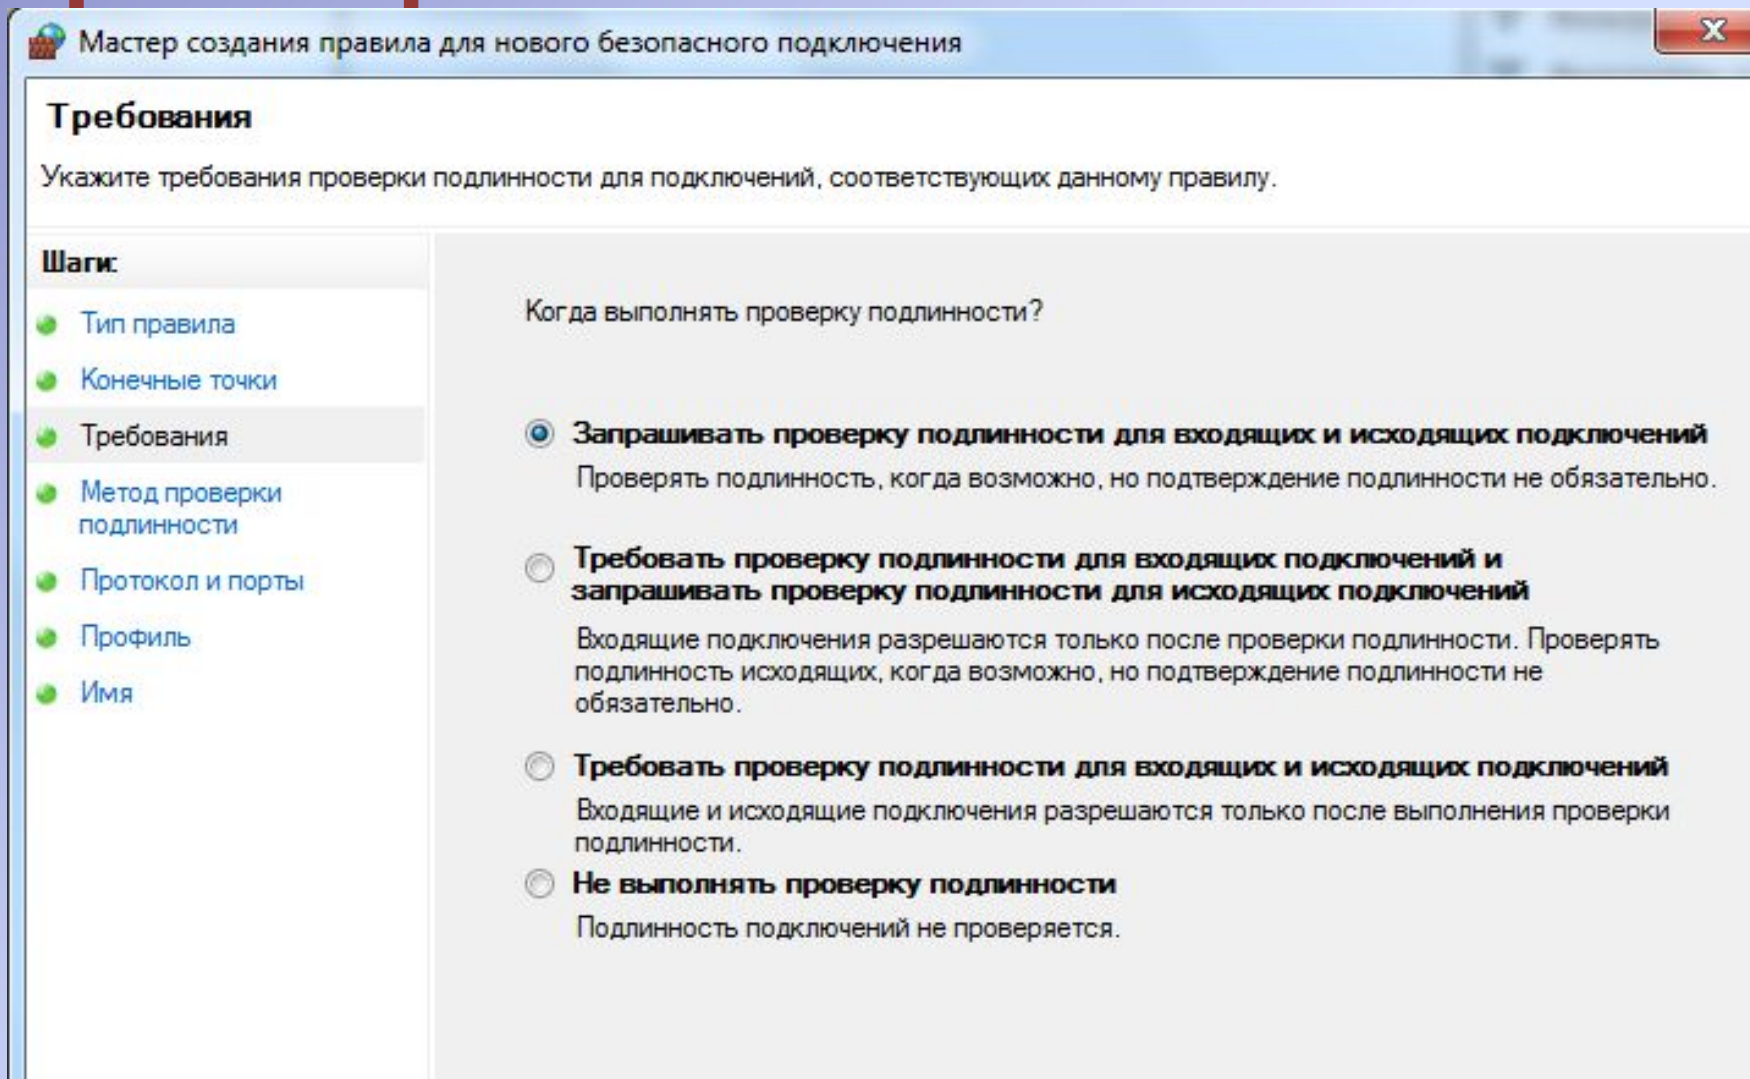 Мастер создания правила для нового безопасного подключения
Требования
Укажите требования проверки подлинности для подключений, соответствующих данному правилу.
Шаги:
Тип правила
Конечные точки
Требования
Метод проверки
подлинности
Протокол и порты
Профиль
Имя
Когда выполнять проверку подлинности?
Запрашивать проверку подлинности для входящих и исходящих подключений
Проверять подлинность, когда возможно, но подтверждение подлинности не обязательно.
Требовать проверку подлинности для входящих подключений и
запрашивать проверку подлинности для исходящих подключений
Входящие подключения разрешаются только после проверки подлинности. Проверять
подлинность исходящих, когда возможно, но подтверждение подлинности не
обязательно.
Требовать проверку подлинности для входящих и исходящих подключений
Входящие и исходящие подключения разрешаются только после выполнения проверки
подлинности.
Не выполнять проверку подлинности
Подлинность подключений не проверяется.